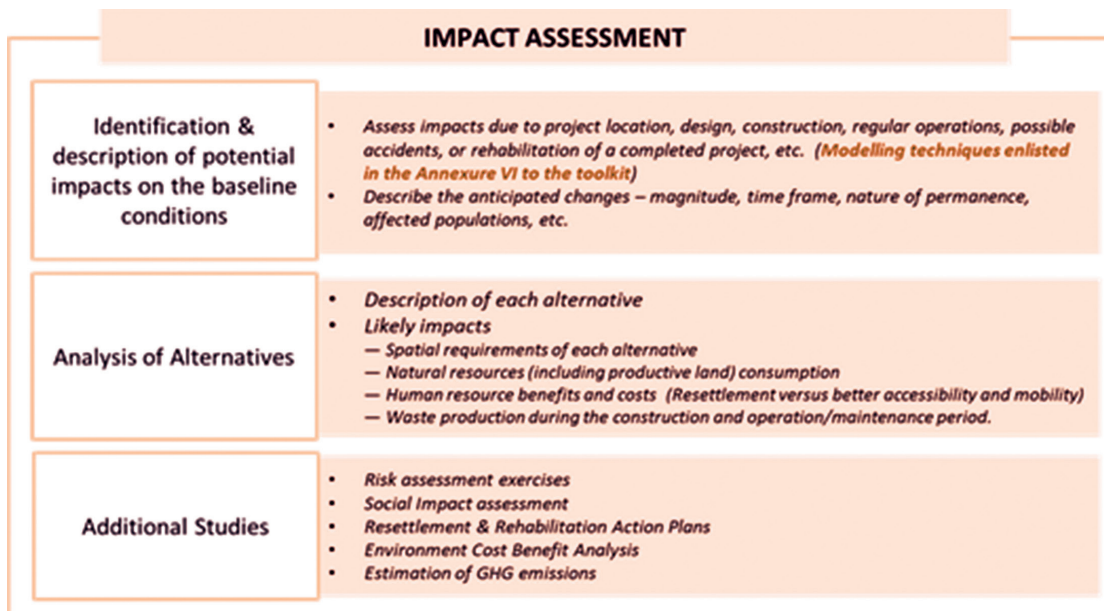 IMPACT ASSESSMENT
Identification &
description of potential
impacts on the baseline
conditions
• Assess impacts due to project location, design, construction, regular operations, possible
accidents, or rehabilitation of a completed project, etc. (Modelling techniques enlisted
in the Annexure VI to the toolkit)
• Describe the anticipated changes – magnitude, time frame, nature of permanence,
affected populations, etc.
Analysis of Alternatives
• Description of each alternative
• Likely impacts
— Spatial requirements of each alternative
— Natural resources (including productive land) consumption
— Human resource benefits and costs (Resettlement versus better accessibility and mobility)
— Waste production during the construction and operation/maintenance period.
Additional Studies
• Risk assessment exercises
• Social Impact assessment
• Resettlement & Rehabilitation Action Plans
• Environment Cost Benefit Analysis
• Estimation of GHG emissions